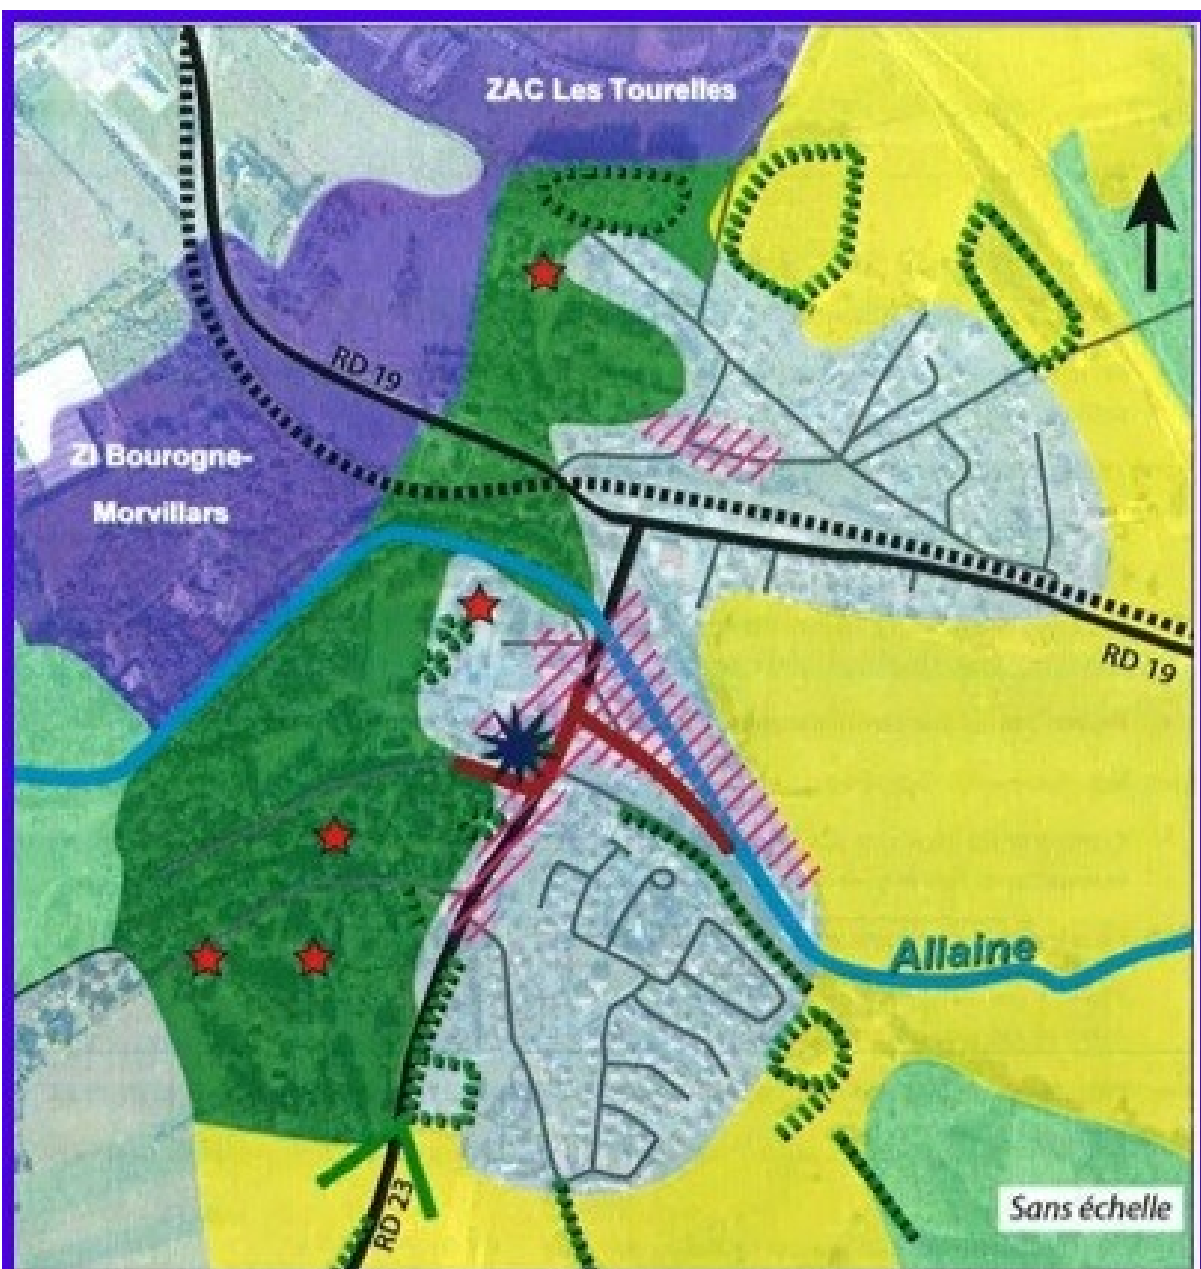 ZAC Les Tourelles
RD 19
ZI Bourogne-
Morvillars
RD 19
Allaine
RD 23
Sans échelle